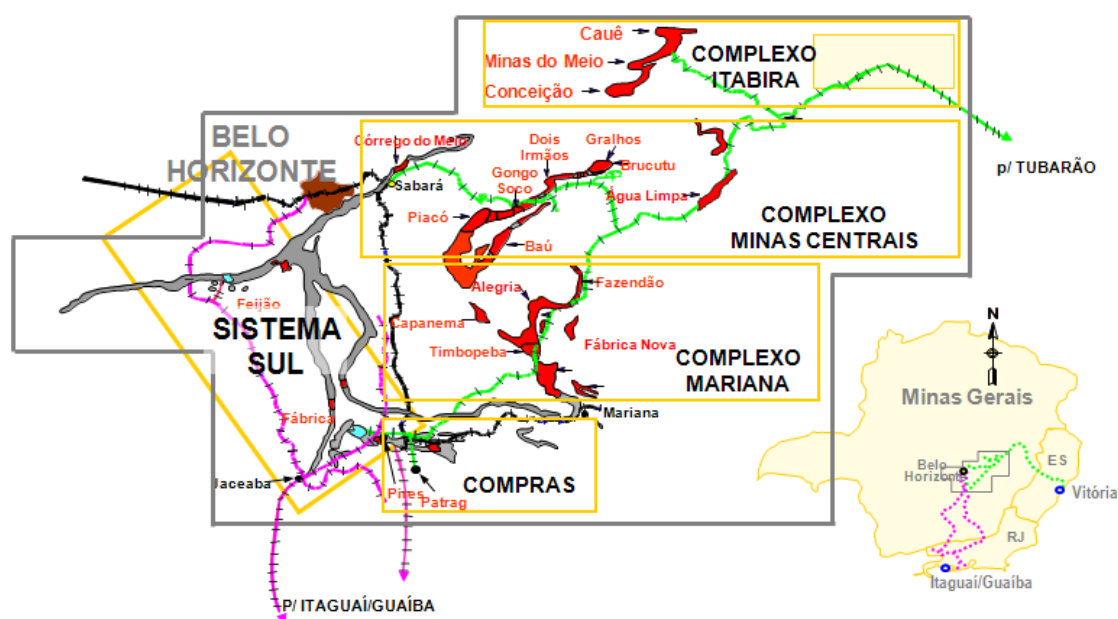 Cauê
Minas do Meio
Conceição
COMPLEXO
ITABIRA
p/ TUBARÃO
BELO
HORIZONTE
Córrego do Meio
Sabará
Dois
Irmãos
Gralhos
Brucutu
Gongo
Soco
Água Limpa
Piacó
Baú
COMPLEXO
MINAS CENTRAIS
Alegria
Fazendão
Capanema
Timbopeba
Fábrica Nova
COMPLEXO
MARIANA
Mariana
Feijão
SISTEMA
SUL
Fábrica
Jaceaba
Pires
Patrag
COMPRAS
P/ ITAGUAÍ/GUAÍBA
N
Minas Gerais
Belo
Horizonte
ES
Vitória
RJ
Itaguaí/Guaíba